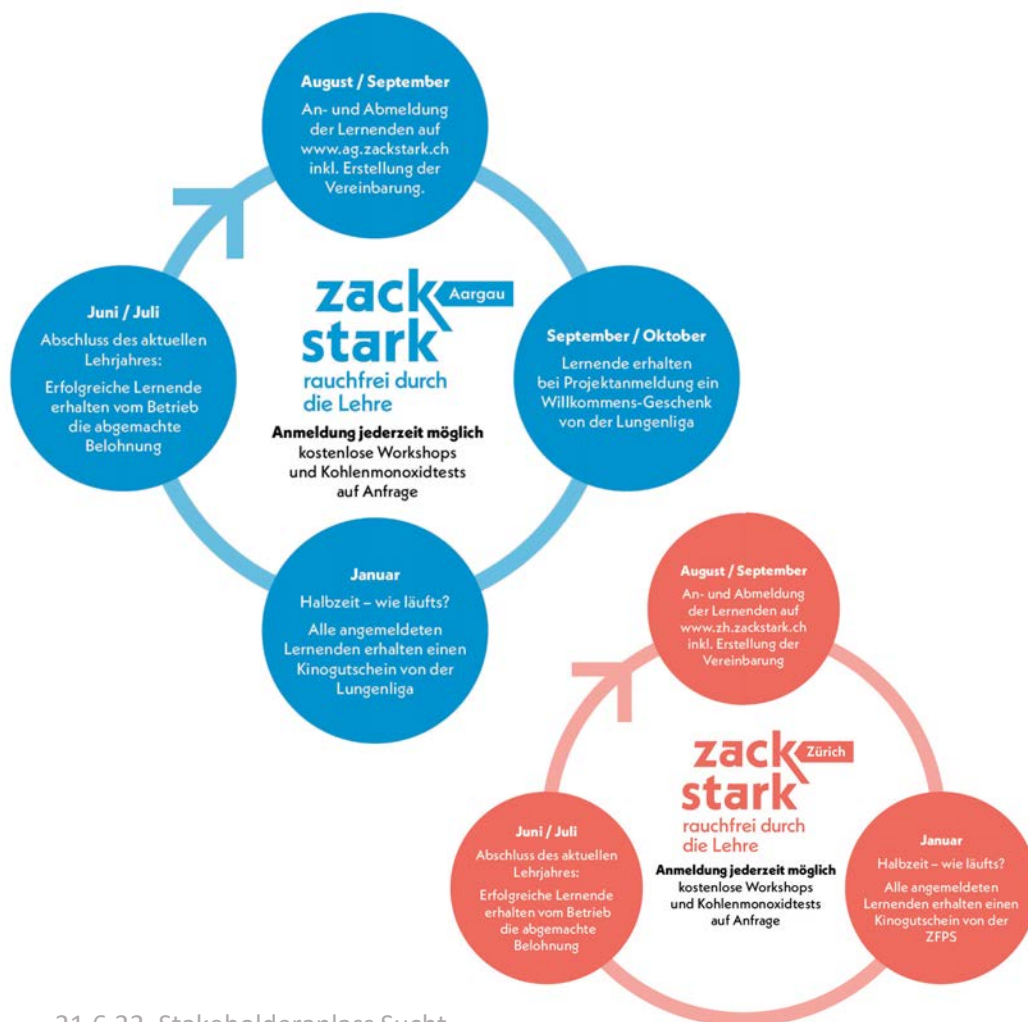 August / September
An- und Abmeldung
der Lernenden auf
www.ag.zackstark.ch
inkl. Erstellung der
Vereinbarung.
zack
Aargau
stark
rauchfrei durch
die Lehre
Anmeldung jederzeit möglich
kostenlose Workshops
und Kohlenmonoxidtests
auf Anfrage
Juni / Juli
Abschluss des aktuellen
Lehrjahres:
Erfolgreiche Lernende
erhalten vom Betrieb
die abgemachte
Belohnung
September / Oktober
Lernende erhalten
bei Projektanmeldung ein
Willkommens-Geschenk
von der Lungenliga
Januar
Halbzeit – wie läufts?
Alle angemeldeten
Lernenden erhalten einen
Kinogutschein von der
Lungenliga
August / September
An- und Abmeldung
der Lernenden auf
www.zh.zackstark.ch
inkl. Erstellung der
Vereinbarung
zack
Zürich
stark
rauchfrei durch
die Lehre
Anmeldung jederzeit möglich
kostenlose Workshops
und Kohlenmonoxidtests
auf Anfrage
Juni / Juli
Abschluss des aktuellen
Lehrjahres:
Erfolgreiche Lernende
erhalten vom Betrieb
die abgemachte
Belohnung
Januar
Halbzeit – wie läufts?
Alle angemeldeten
Lernenden erhalten einen
Kinogutschein von der
ZFPS
Stakeholderanlass Sucht